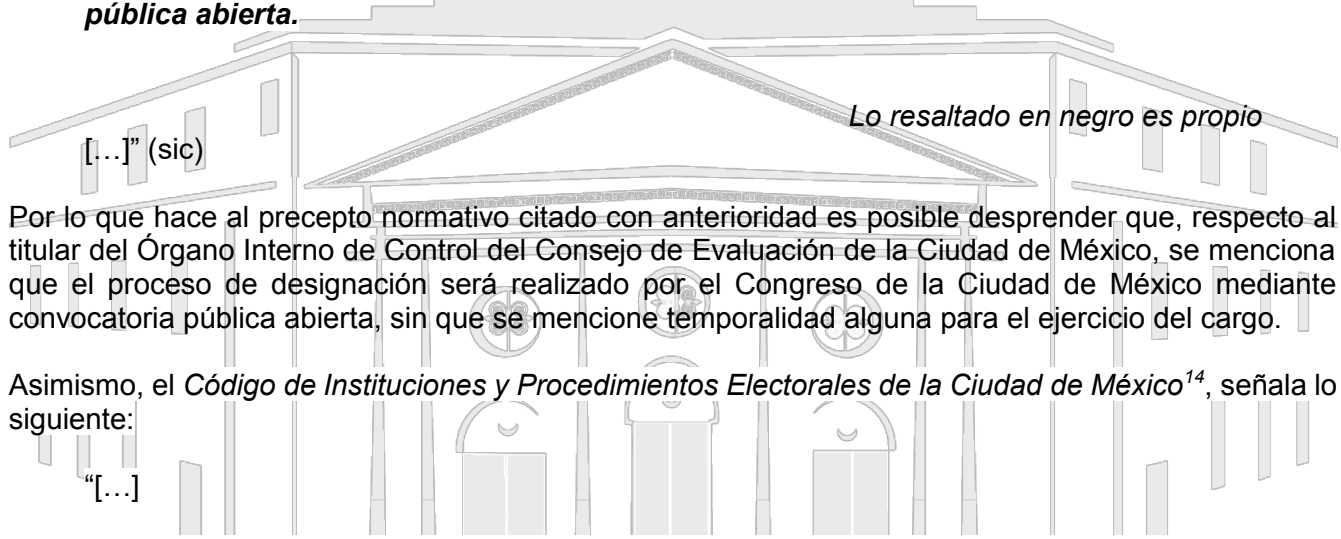 pública abierta.
Lo resaltado en negro es propio
[…]” (sic)
Por lo que hace al precepto normativo citado con anterioridad es posible desprender que, respecto al
titular del Órgano Interno de Control del Consejo de Evaluación de la Ciudad de México, se menciona
que el proceso de designación será realizado por el Congreso de la Ciudad de México mediante
convocatoria pública abierta, sin que se mencione temporalidad alguna para el ejercicio del cargo.
Asimismo, el Código de Instituciones y Procedimientos Electorales de la Ciudad de México14, señala lo
siguiente:
“[…]